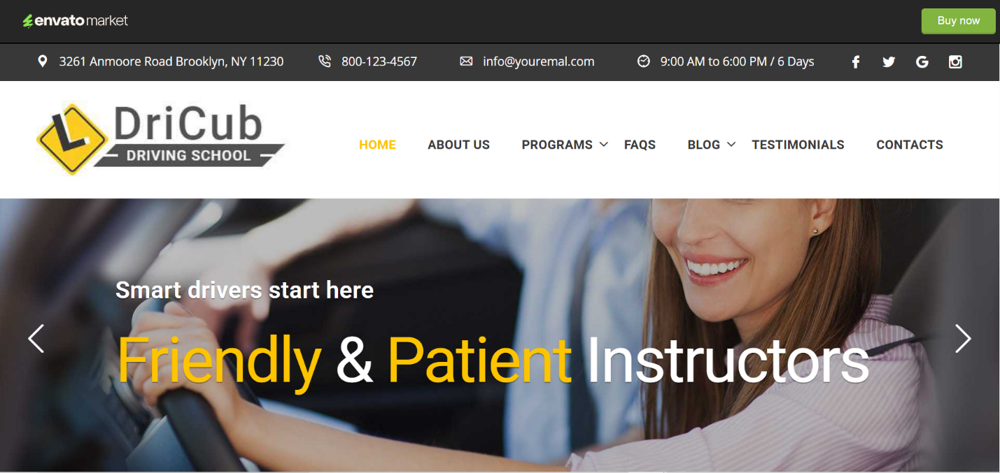 envato market
Buy now
3261 Anmoore Road Brooklyn, NY 11230 800-123-4567 info@youremal.com 9:00 AM to 6:00 PM / 6 Days
L DriCub
DRIVING SCHOOL
HOME ABOUT US PROGRAMS FAQS BLOG TESTIMONIALS CONTACTS
Smart drivers start here
Friendly & Patient Instructors